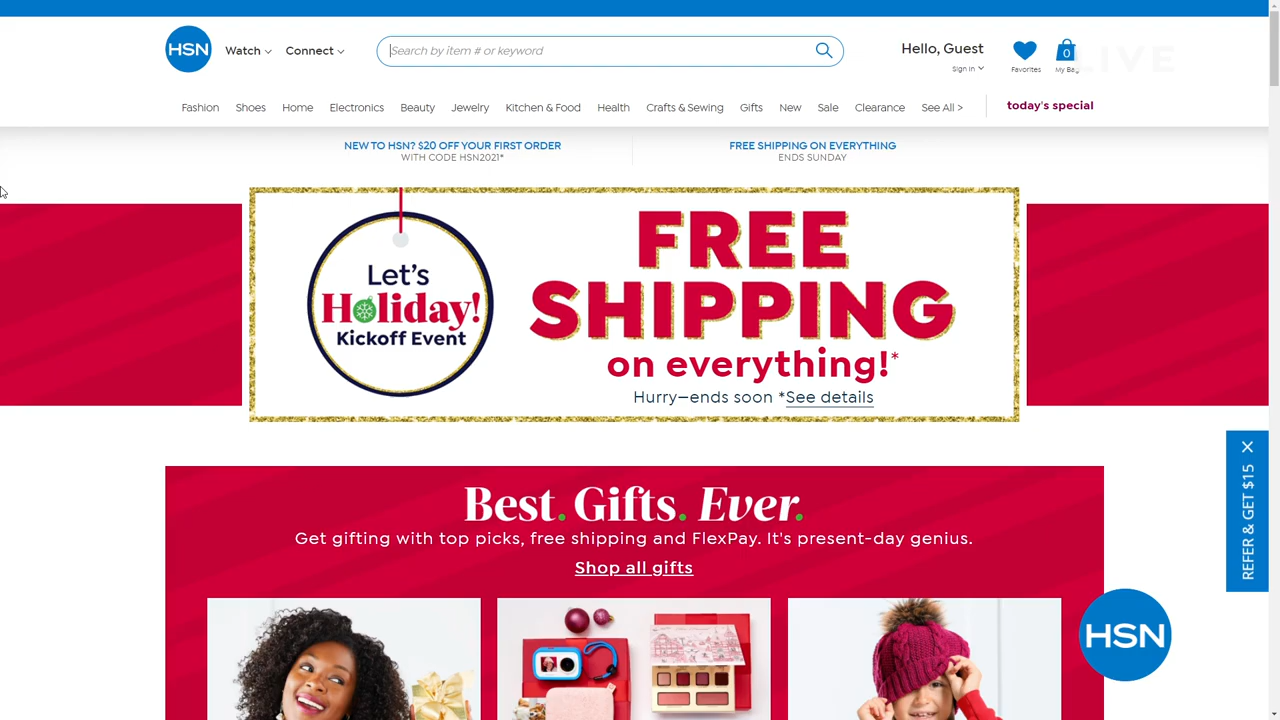 LIVE
HSN
Watch
Connect
Search by item # or keyword
Hello, Guest
Sign In
Favorites
0
My Ba
Fashion
Shoes
Home
Electronics
Beauty
Jewelry
Kitchen & Food
Health
Crafts & Sewing
Gifts
New
Sale
Clearance
See All >
today's special
NEW TO HSN? $20 OFF YOUR FIRST ORDER
WITH CODE HSN2021*
FREE SHIPPING ON EVERYTHING
ENDS SUNDAY
Let's
Holiday!
Kickoff Event
FREE
SHIPPING
on everything!*
Hurry—ends soon *See details
REFER & GET $15
Best. Gifts. Ever.
Get gifting with top picks, free shipping and FlexPay. It's present-day genius.
Shop all gifts
HSN